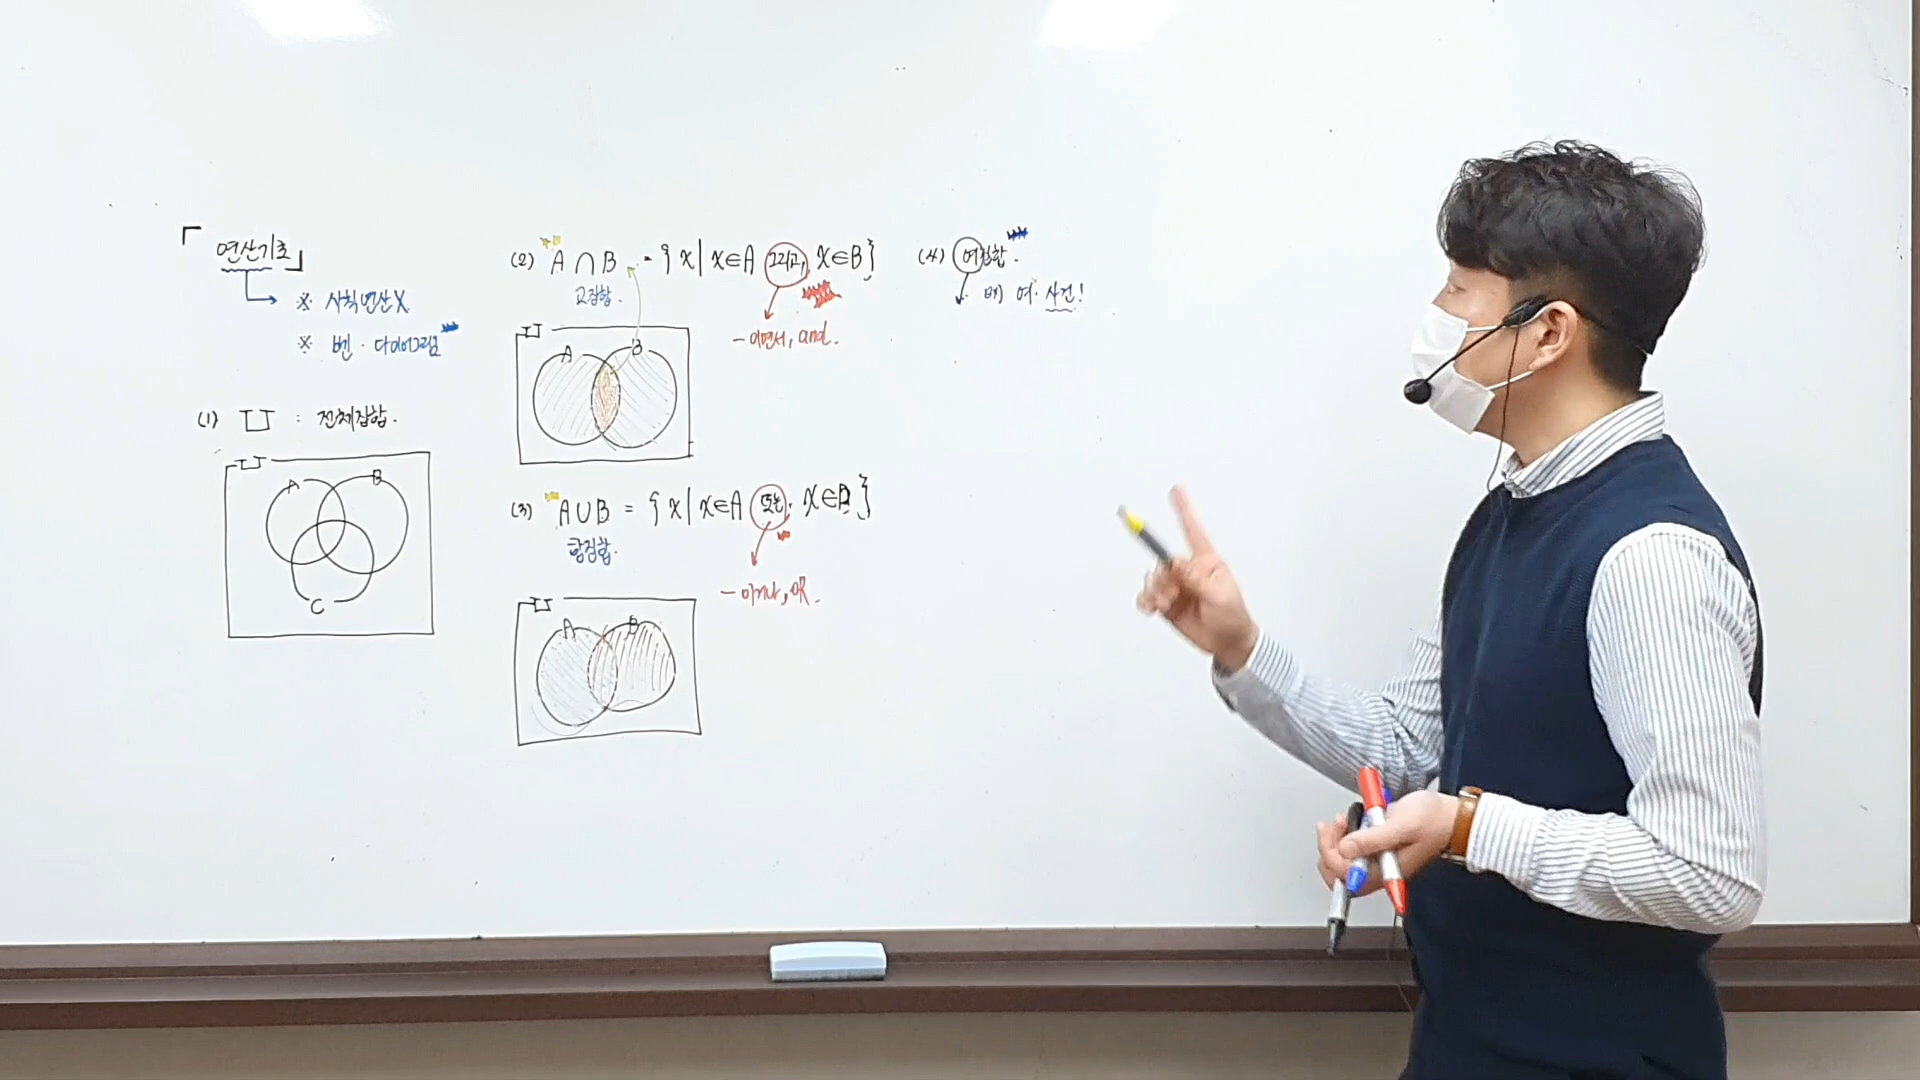 「연산기초」
※ 사칙연산X
※ 벤·다이어그램
(1) U : 전체집합.
U
A B
C
(2) A∩B = {x|x∈A 그리고, x∈B}
교집합.
-이면서, and.
U
A B
(3) A∪B = {x|x∈A 또는, x∈B}
합집합.
-이거나, or.
U
A B
(4) 여집합.
예) 여·사건!